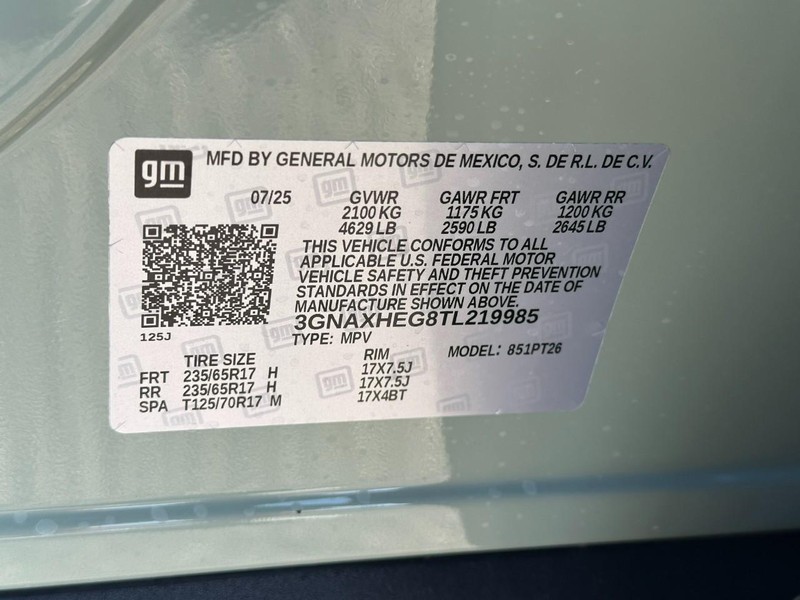 gm MFD BY GENERAL MOTORS DE MEXICO, S. DE R.L. DE C.V.
07/25 GVWR GAWR FRT GAWR RR
2100 KG 1175 KG 1200 KG
4629 LB 2590 LB 2645 LB
THIS VEHICLE CONFORMS TO ALL
APPLICABLE U.S. FEDERAL MOTOR
VEHICLE SAFETY AND THEFT PREVENTION
STANDARDS IN EFFECT ON THE DATE OF
MANUFACTURE SHOWN ABOVE.
3GNAXHEG8TL219985
125J
TYPE: MPV
MODEL: 851PT26
TIRE SIZE RIM
FRT 235/65R17 H 17X7.5J
RR 235/65R17 H 17X7.5J
SPA T125/70R17 M 17X4BT